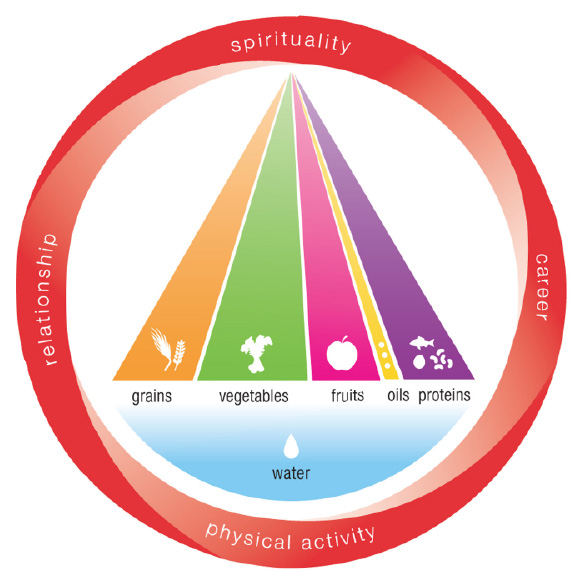 spirituality
relationship
career
grains vegetables fruits oils proteins
water
physical activity